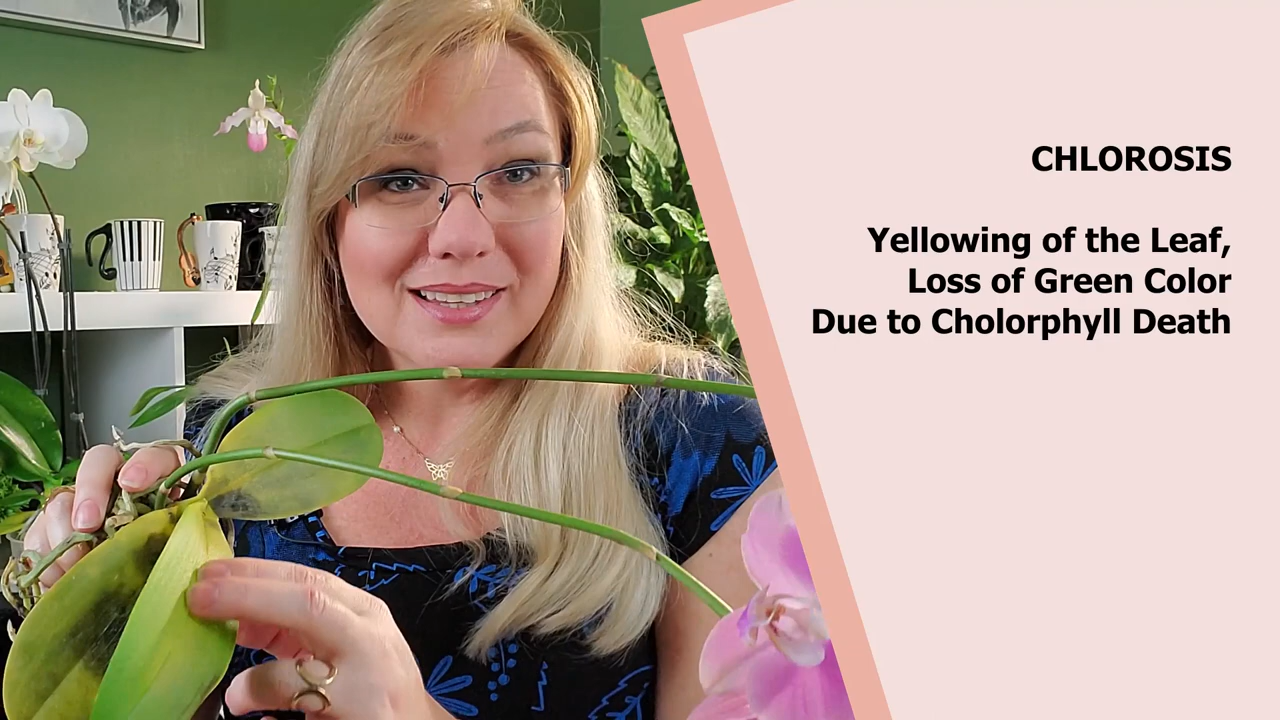 CHLOROSIS
Yellowing of the Leaf,
Loss of Green Color
Due to Cholorphyll Death